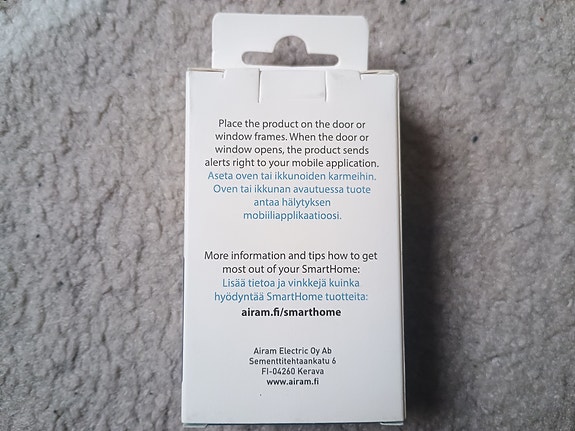 Place the product on the door or
window frames. When the door or
window opens, the product sends
alerts right to your mobile application.
Aseta oven tai ikkunoiden karmeihin.
Oven tai ikkunan avautuessa tuote
antaa hälytyksen
mobiiliapplikaatioosi.
More information and tips how to get
most out of your SmartHome:
Lisää tietoa ja vinkkejä kuinka
hyödyntää SmartHome tuotteita:
airam.fi/smarthome
Airam Electric Oy Ab
Sementtitehtaankatu 6
FI-04260 Kerava
www.airam.fi